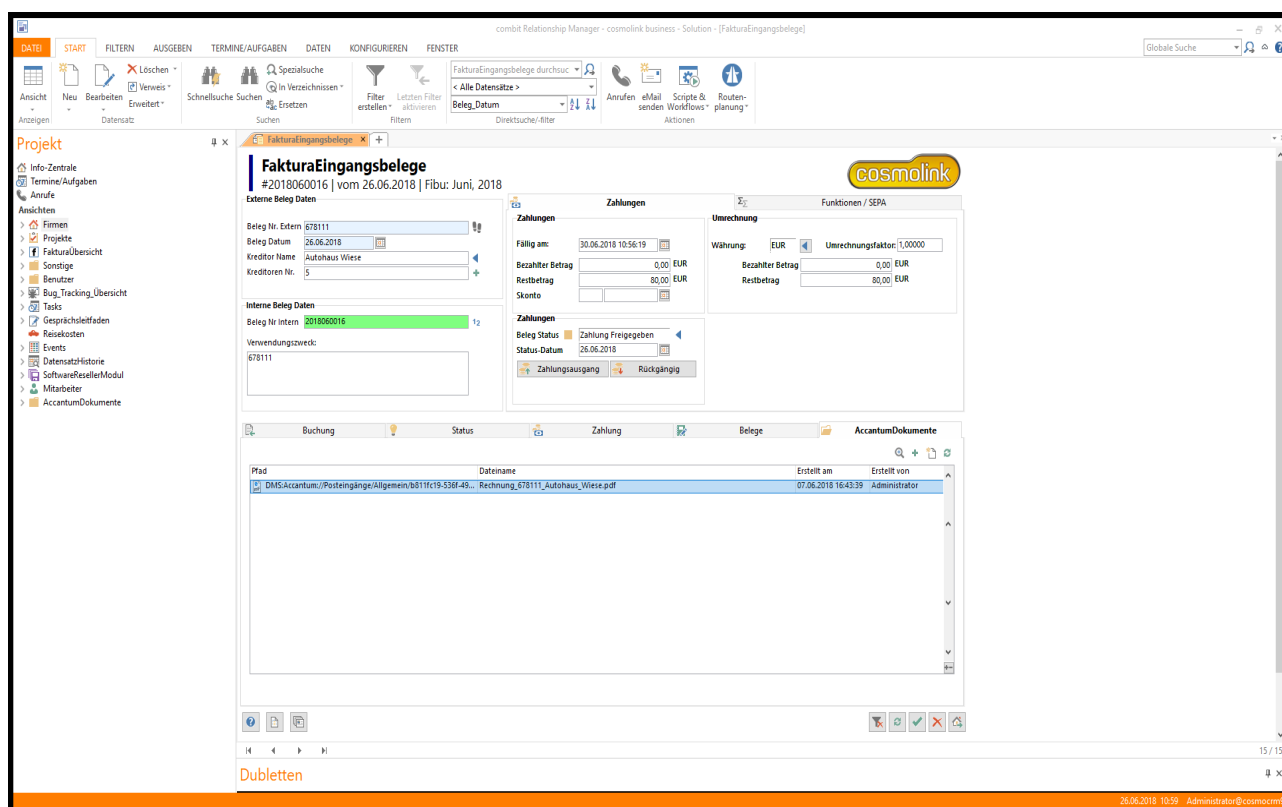 combit Relationship Manager - cosmolink business - Solution - [FakturaEingangsbelege]
DATEI START FILTERN AUSGEBEN TERMINE/AUFGABEN DATEN KONFIGURIEREN FENSTER Globale Suche
Ansicht Neu Bearbeiten Löschen Verweis Erweitert Schnellsuche Suchen Spezialsuche In Verzeichnissen Ersetzen Filter erstellen Letzten Filter aktivieren FakturaEingangsbelege durchsuc < Alle Datensätze > Beleg_Datum Anrufen eMail senden Scripte & Workflows Routen-planung
Anzeigen Datensatz Suchen Filtern Direktsuche/-filter Aktionen
Projekt
Info-Zentrale
Termine/Aufgaben
Anrufe
Ansichten
Firmen
Projekte
FakturaÜbersicht
Sonstige
Benutzer
Bug_Tracking_Übersicht
Tasks
Gesprächsleitfaden
Reisekosten
Events
DatensatzHistorie
SoftwareResellerModul
Mitarbeiter
AccantumDokumente
FakturaEingangsbelege
FakturaEingangsbelege
#2018060016 | vom 26.06.2018 | Fibu: Juni, 2018
cosmolink
Externe Beleg Daten
Beleg Nr. Extern 678111
Beleg Datum 26.06.2018
Kreditor Name Autohaus Wiese
Kreditoren Nr. 5
Interne Beleg Daten
Beleg Nr Intern 2018060016
Verwendungszweck:
678111
Zahlungen Funktionen / SEPA
Zahlungen
Fällig am: 30.06.2018 10:56:19
Bezahlter Betrag 0,00 EUR
Restbetrag 80,00 EUR
Skonto
Umrechnung
Währung: EUR Umrechnungsfaktor: 1,00000
Bezahlter Betrag 0,00 EUR
Restbetrag 80,00 EUR
Zahlungen
Beleg Status Zahlung Freigegeben
Status-Datum 26.06.2018
Zahlungsausgang Rückgängig
Buchung Status Zahlung Belege AccantumDokumente
Pfad Dateiname Erstellt am Erstellt von
DMS:Accantum://Posteingänge/Allgemein/b811fc19-536f-49... Rechnung_678111_Autohaus_Wiese.pdf 07.06.2018 16:43:39 Administrator
15 / 15
Dubletten
26.06.2018 10:59 Administrator@cosmocrm